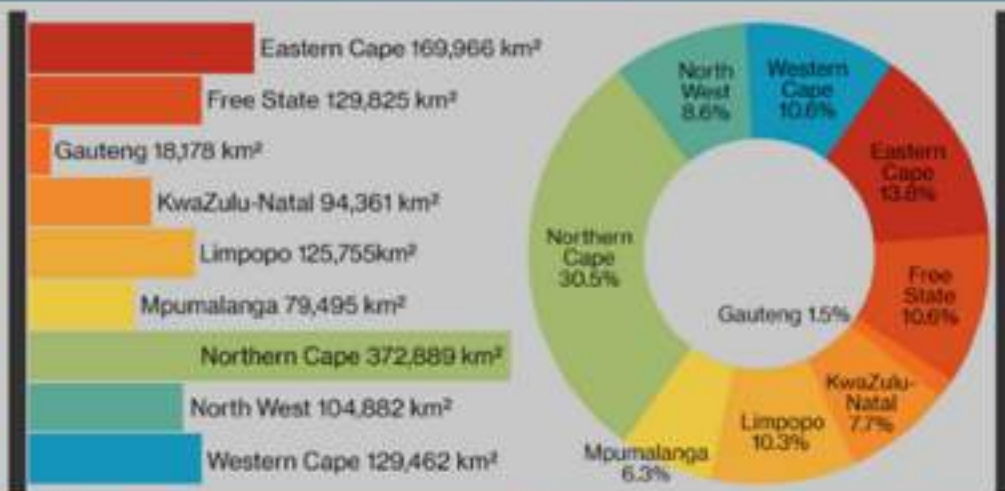 Eastern Cape 169,966 km²
Free State 129,825 km²
Gauteng 18,178 km²
KwaZulu-Natal 94,361 km²
Limpopo 125,755km²
Mpumalanga 79,495 km²
Northern Cape 372,889 km²
North West 104,882 km²
Western Cape 129,462 km²
North
West
8.6%
Western
Cape
10.6%
Eastern
Cape
13.8%
Northern
Cape
30.5%
Free
State
10.6%
Gauteng 1.5%
KwaZulu-
Natal
7.7%
Limpopo
10.3%
Mpumalanga
6.3%